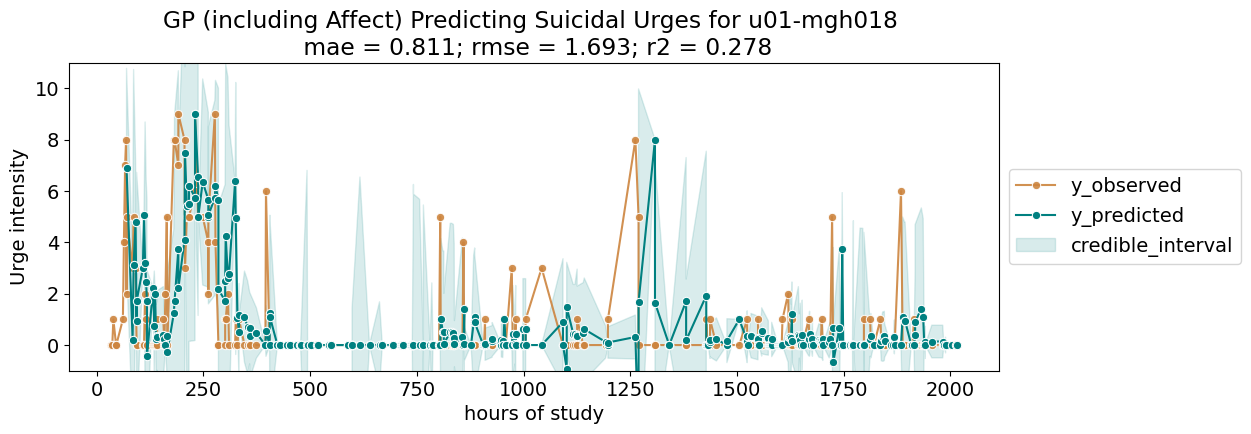 GP (including Affect) Predicting Suicidal Urges for u01-mgh018
mae = 0.811; rmse = 1.693; r2 = 0.278
Urge intensity
10
8
6
4
2
0
0 250 500 750 1000 1250 1500 1750 2000
hours of study
y_observed
y_predicted
credible_interval